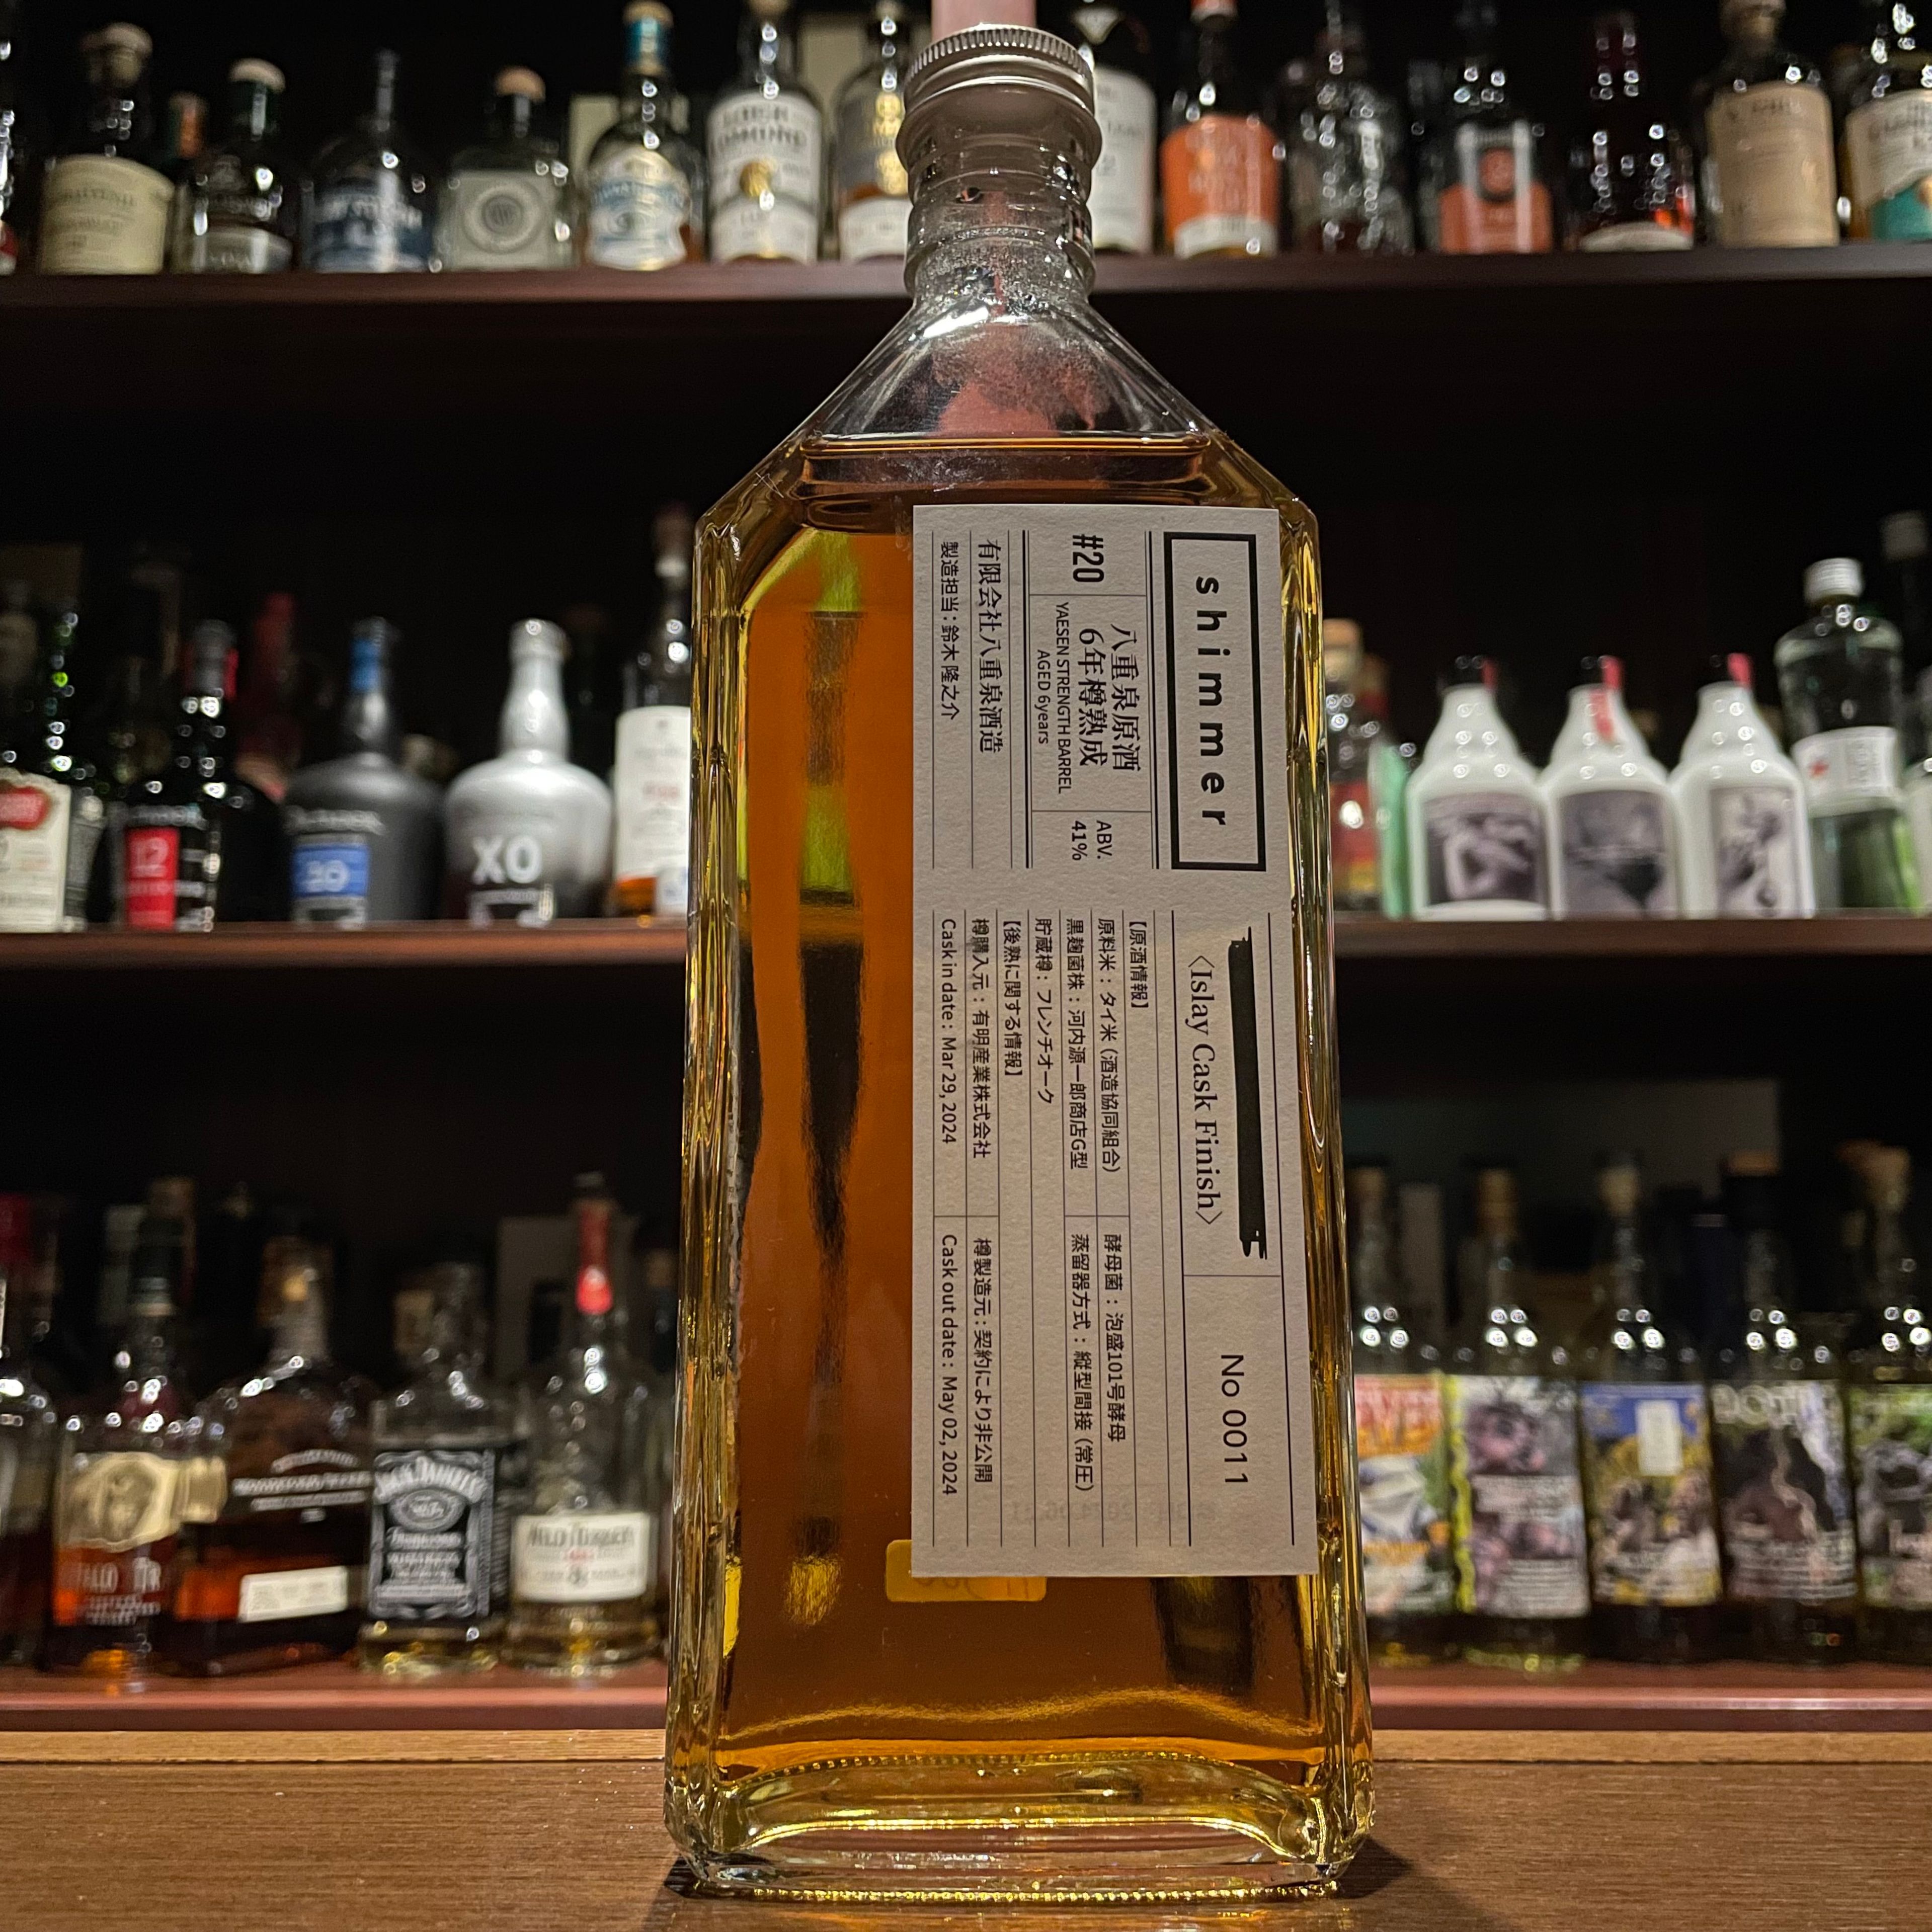 shimmer
#20
八重泉原酒
6年樽熟成
YAESEN STRENGTH BARREL
AGED 6years
ABV.
41%
有限会社八重泉酒造
製造担当：鈴木 隆之介
〈Islay Cask Finish〉
No 0011
【原酒情報】
原料米：タイ米（酒造協同組合）
酵母菌：泡盛101号酵母
黒麹菌株：河内源一郎商店G型
蒸留器方式：縦型間接（常圧）
貯蔵樽：フレンチオーク
【後熟に関する情報】
樽購入元：有明産業株式会社
樽製造元：契約により非公開
Cask in date : Mar 29, 2024
Cask out date : May 02, 2024
12
20
XO
JACK DANIEL'S
WILD TURKEY